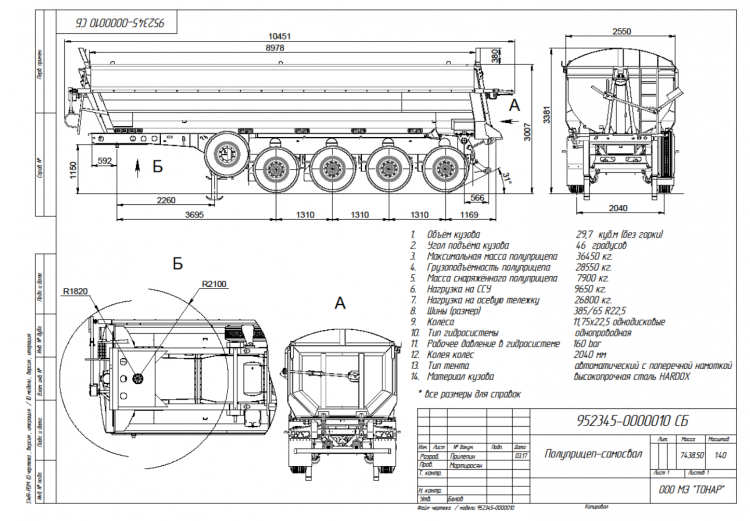 952345-0000010 СБ
10451
8978
380
2550
Перв. примен.
А
3007
3381
Справ. №
1150
592
Б
31°
2260
566
3695
1310
1310
1310
1169
2040
1. Объем кузова 29,7 куб.м (без горки)
2. Угол подъема кузова 46 градусов
3. Максимальная масса полуприцепа 36450 кг.
4. Грузоподъемность полуприцепа 28550 кг.
5. Масса снаряженного полуприцепа 7900 кг.
6. Нагрузка на ССУ 9650 кг.
7. Нагрузка на осевую тележку 26800 кг.
8. Шины (размер) 385/65 R22,5
9. Колёса 11,75х22,5 однодисковые
10. Тип гидросистемы однопроводная
11. Рабочее давление в гидросистеме 160 bar
12. Колея колёс 2040 мм
13. Тип тента автоматический с поперечной намоткой
14. Материал кузова высокопрочная сталь HARDOX
* все размеры для справок
Б
R1820
R2100
А
Подп. и дата
Инв. № дубл.
Взам. инв. №
Подп. и дата
Инв. № подл.
952345-0000010 СБ
Изм. Лист № докум. Подп. Дата
Разраб. Прилепин 03.17
Пров. Мартиросян
Т. контр.
Н. контр.
Утв. Белов
Полуприцеп-самосвал
Лит. Масса Масштаб
7438.50 1:40
Лист 1 Листов 1
ООО МЗ "ТОНАР"
Файл чертежа / модели 952345-0000010 Копировал